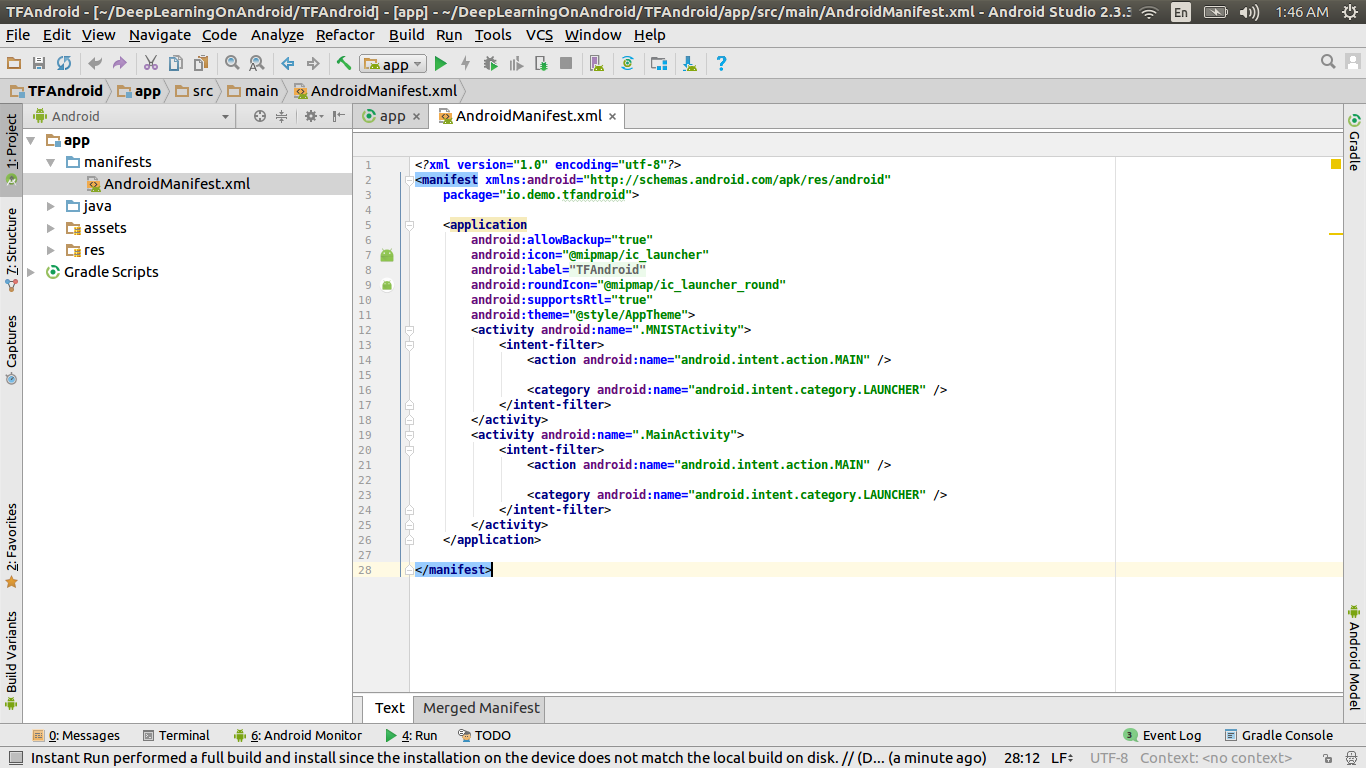 TFAndroid - [~/DeepLearningOnAndroid/TFAndroid] - [app] - ~/DeepLearningOnAndroid/TFAndroid/app/src/main/AndroidManifest.xml - Android Studio 2.3.3
En
1:46 AM
File Edit View Navigate Code Analyze Refactor Build Run Tools VCS Window Help
app
TFAndroid app src main AndroidManifest.xml
1: Project
7: Structure
Captures
2: Favorites
Build Variants
Android
app
manifests
AndroidManifest.xml
java
assets
res
Gradle Scripts
app AndroidManifest.xml
1 <?xml version="1.0" encoding="utf-8"?>
2 <manifest xmlns:android="http://schemas.android.com/apk/res/android"
3     package="io.demo.tfandroid">
4
5     <application
6         android:allowBackup="true"
7         android:icon="@mipmap/ic_launcher"
8         android:label="TFAndroid"
9         android:roundIcon="@mipmap/ic_launcher_round"
10         android:supportsRtl="true"
11         android:theme="@style/AppTheme">
12         <activity android:name=".MNISTActivity">
13             <intent-filter>
14                 <action android:name="android.intent.action.MAIN" />
15
16                 <category android:name="android.intent.category.LAUNCHER" />
17             </intent-filter>
18         </activity>
19         <activity android:name=".MainActivity">
20             <intent-filter>
21                 <action android:name="android.intent.action.MAIN" />
22
23                 <category android:name="android.intent.category.LAUNCHER" />
24             </intent-filter>
25         </activity>
26     </application>
27
28 </manifest>
Text Merged Manifest
Gradle
Android Model
0: Messages Terminal 6: Android Monitor 4: Run TODO 3 Event Log Gradle Console
Instant Run performed a full build and install since the installation on the device does not match the local build on disk. // (D... (a minute ago) 28:12 LF UTF-8 Context: <no context>